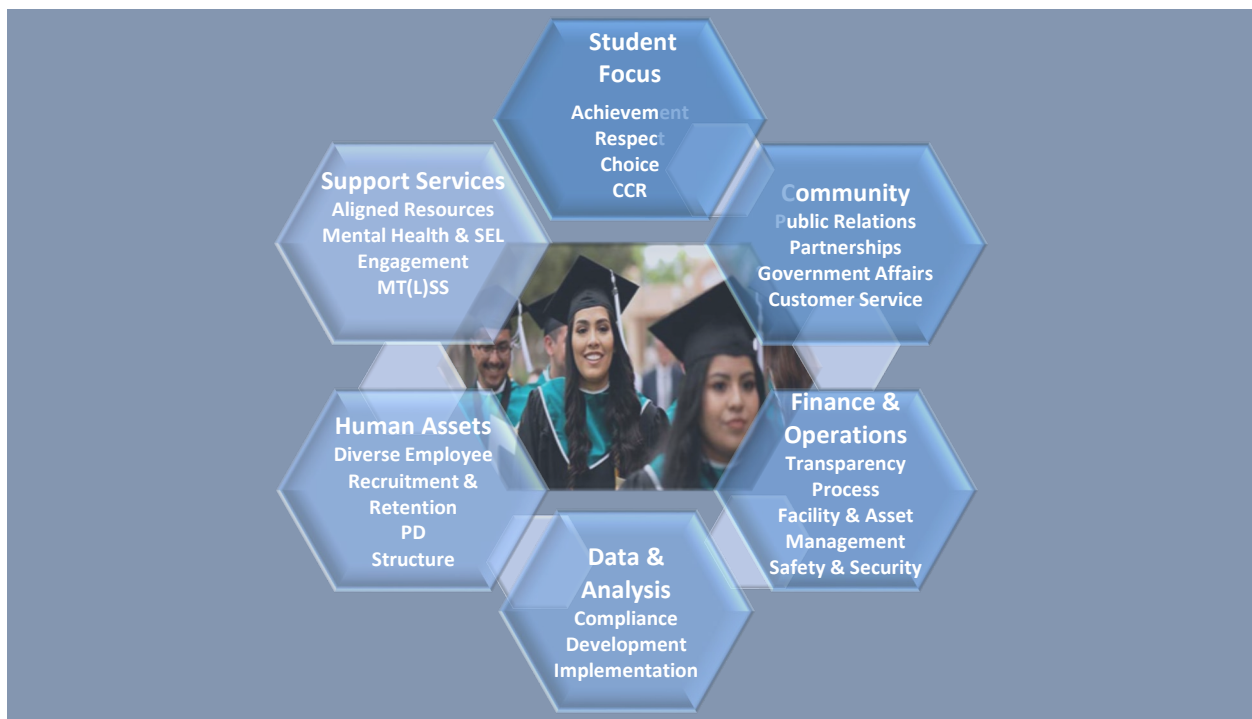 Student
Focus
Achievement
Respect
Choice
CCR
Community
Public Relations
Partnerships
Government Affairs
Customer Service
Finance &
Operations
Transparency
Process
Facility & Asset
Management
Safety & Security
Data &
Analysis
Compliance
Development
Implementation
Human Assets
Diverse Employee
Recruitment &
Retention
PD
Structure
Support Services
Aligned Resources
Mental Health & SEL
Engagement
MT(L)SS